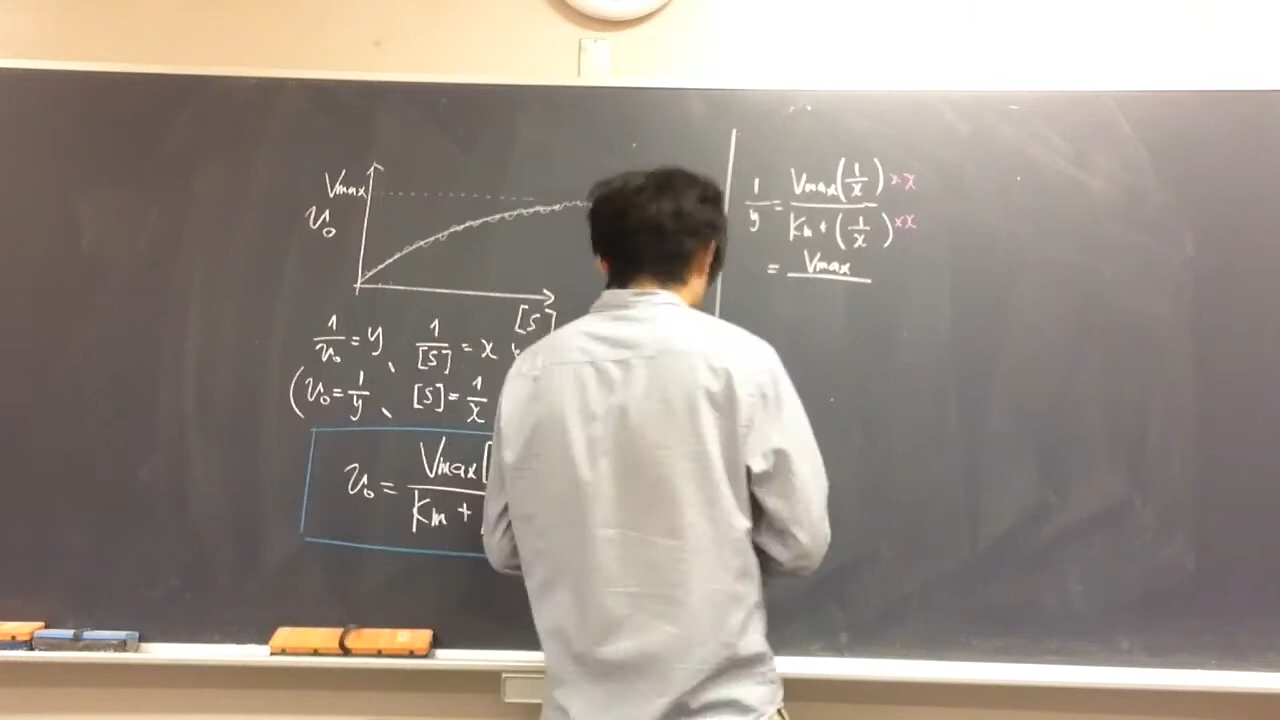 Vmax
v₀
[S]
1/v₀ = y、 1/[S] = x
(v₀ = 1/y、 [S] = 1/x
v₀ = Vmax[ / Km +
1/y = Vmax(1/x)×x / Km + (1/x)×x
= Vmax /